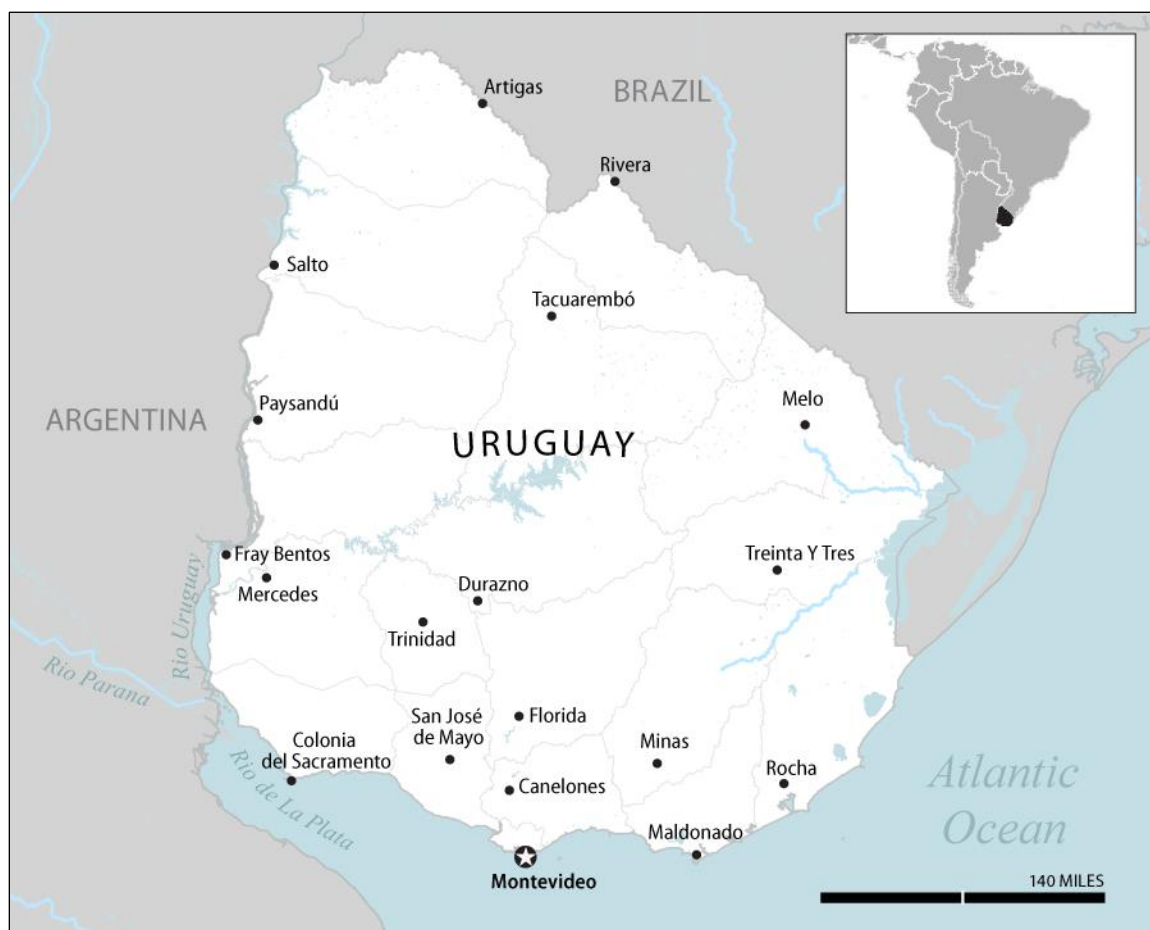 Artigas
BRAZIL
Rivera
Salto
Tacuarembó
Paysandú
ARGENTINA
Melo
URUGUAY
Fray Bentos
Mercedes
Treinta Y Tres
Durazno
Trinidad
Rio Uruguay
Rio Parana
San José
de Mayo
Florida
Colonia
del Sacramento
Minas
Rocha
Canelones
Rio de La Plata
Atlantic
Ocean
Maldonado
Montevideo
140 MILES